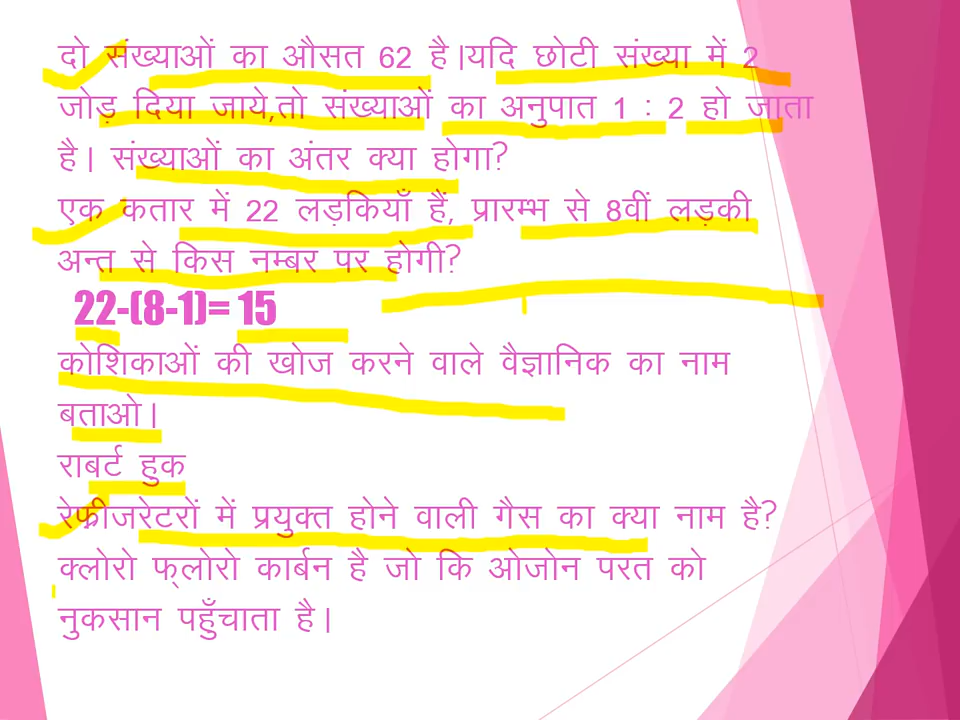 दो संख्याओं का औसत 62 है।यदि छोटी संख्या में 2
जोड़ दिया जाये,तो संख्याओं का अनुपात 1 : 2 हो जाता
है। संख्याओं का अंतर क्या होगा?
एक कतार में 22 लड़कियाँ हैं, प्रारम्भ से 8वीं लड़की
अन्त से किस नम्बर पर होगी?
22-(8-1)= 15
कोशिकाओं की खोज करने वाले वैज्ञानिक का नाम
बताओ।
राबर्ट हुक
रेफ्रीजरेटरों में प्रयुक्त होने वाली गैस का क्या नाम है?
क्लोरो फ्लोरो कार्बन है जो कि ओजोन परत को
नुकसान पहुँचाता है।